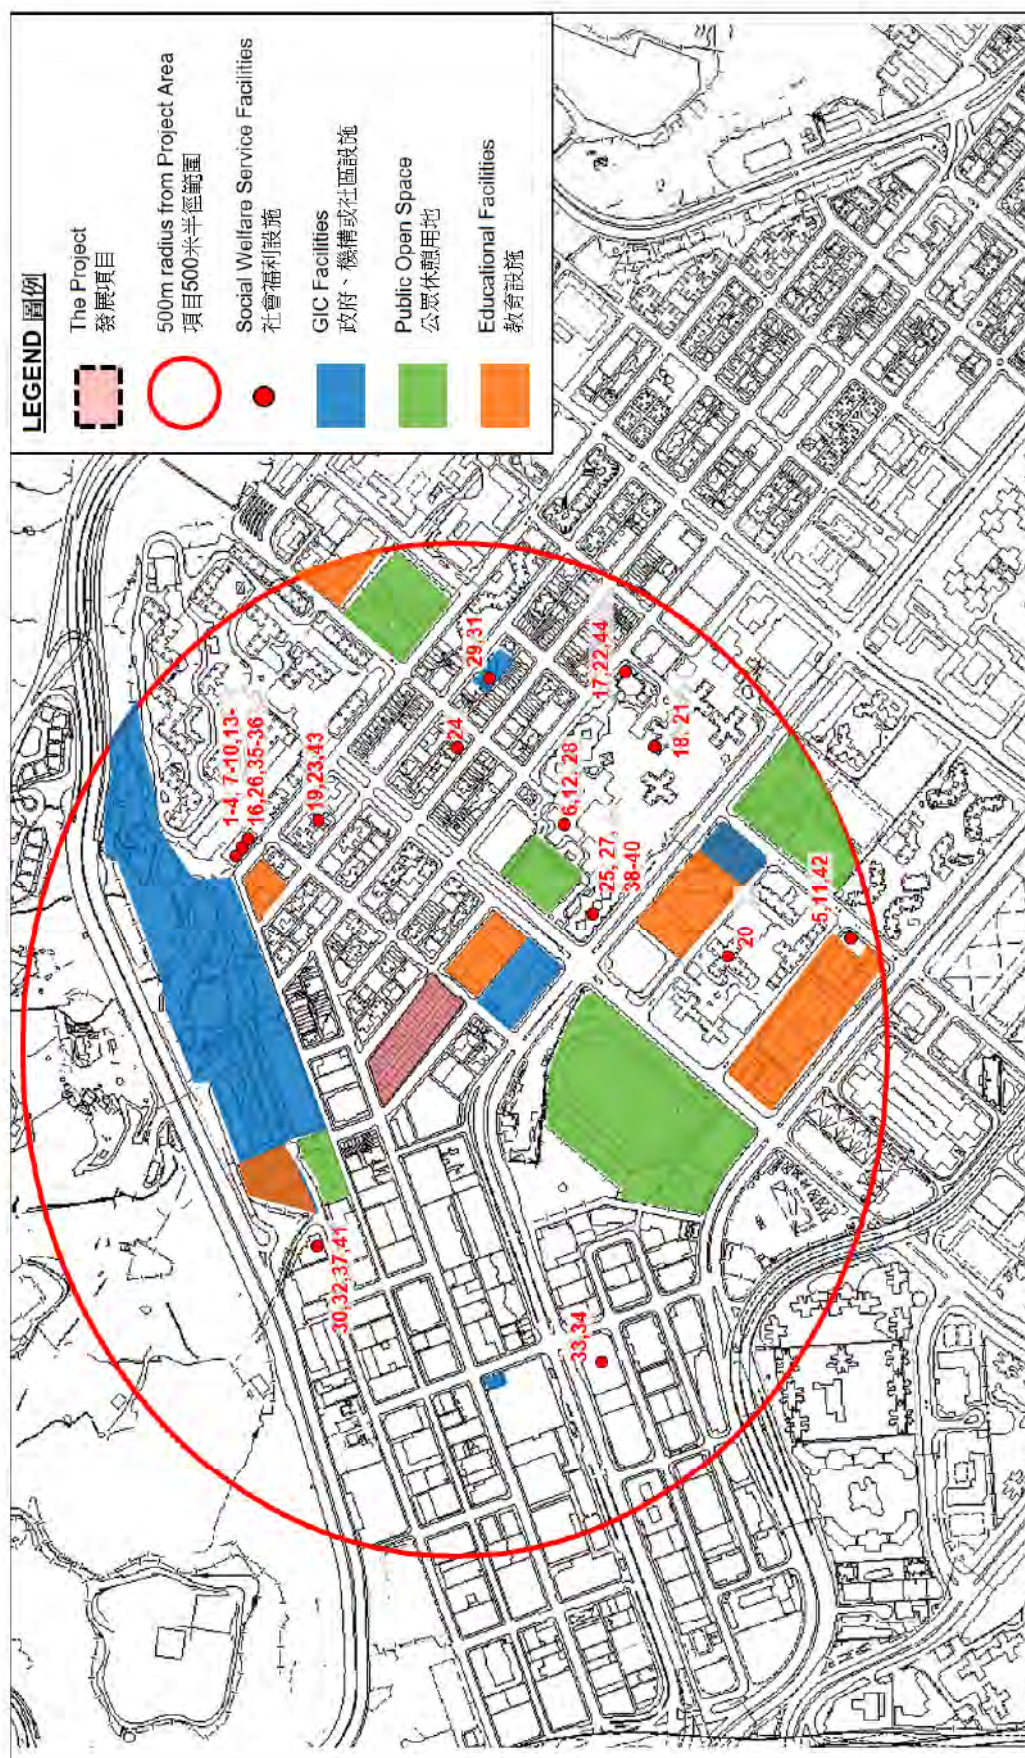 LEGEND 圖例
The Project
發展項目
500m radius from Project Area
項目500米半徑範圍
Social Welfare Service Facilities
社會福利設施
GIC Facilities
政府、機構或社區設施
Public Open Space
公眾休憩用地
Educational Facilities
教育設施
1-4, 7-10,13-
16,26,35-36
19,23,43
24
29,31
17,22,44
18, 21
6,12, 28
25, 27,
38-40
20
5,11,42
30,32,37,41
33,34